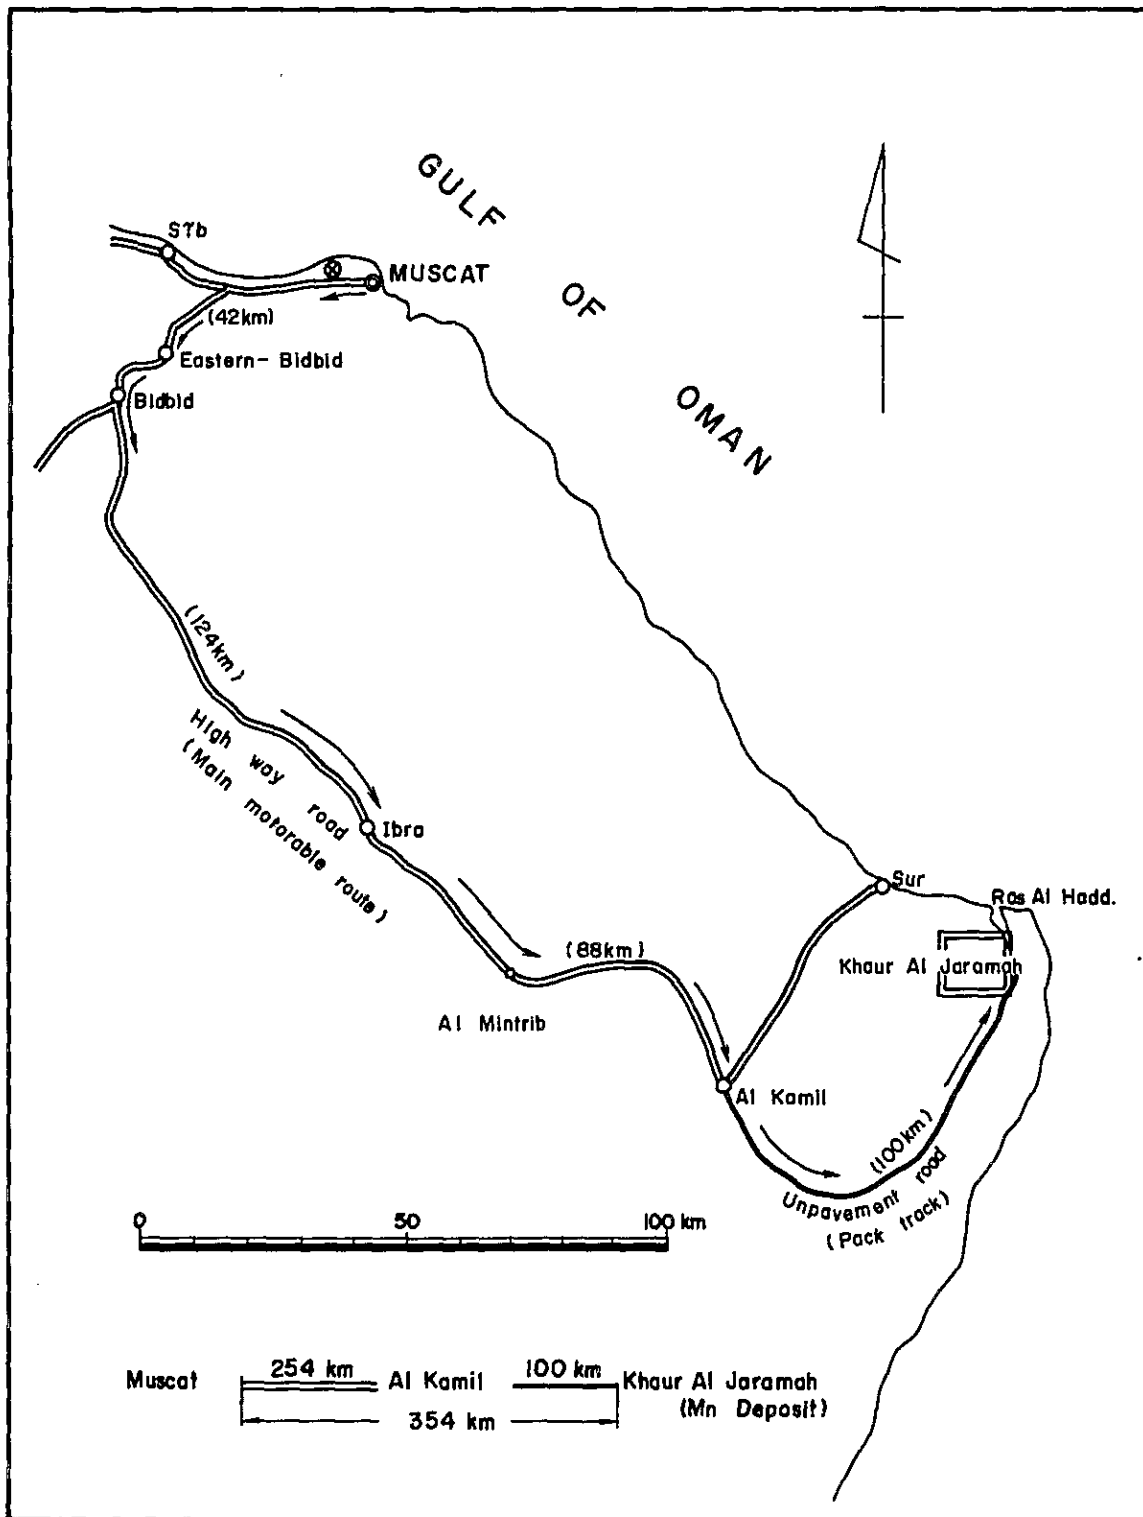 GULF
OF
OMAN
Sīb
MUSCAT
(42km)
Eastern-Bidbid
Bidbid
(124km)
High way road
(Main motorable route)
Ibra
(88km)
Al Mintrib
Sur
Ras Al Hadd.
Khaur Al Jaramah
Al Kamil
(100km)
Unpavement road
(Pack track)
0 50 100 km
Muscat 254 km Al Kamil 100 km Khaur Al Jaramah
(Mn Deposit)
354 km